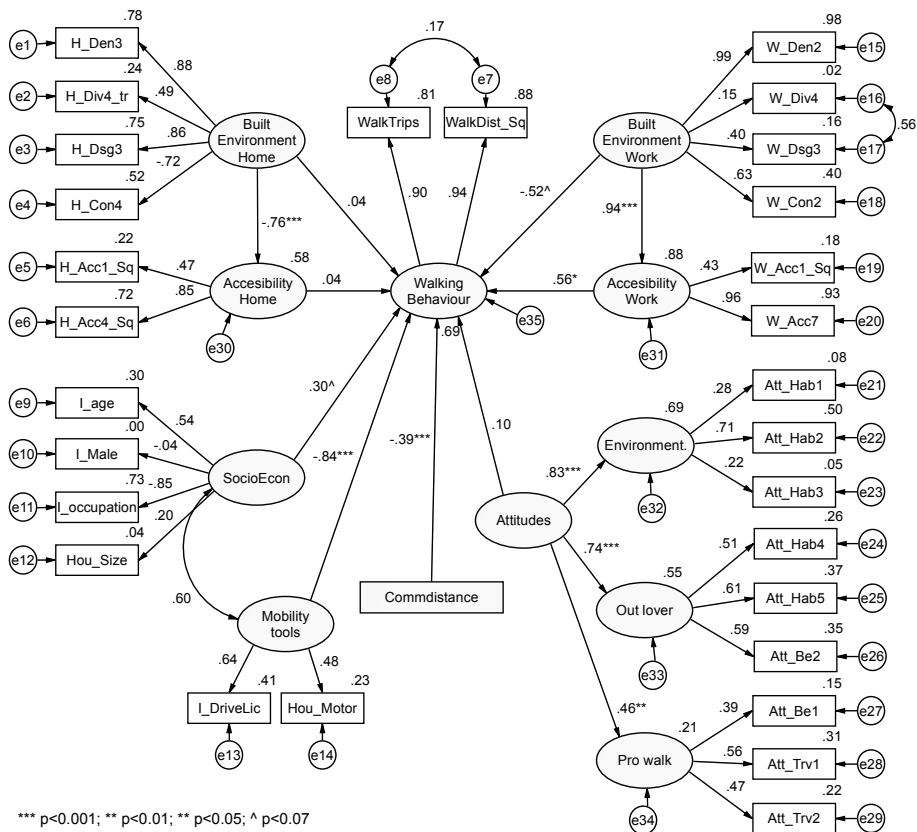 .78
e1
H_Den3
.88
.24
e2
H_Div4_tr
.49
.75
e3
H_Dsg3
.86
-.72
.52
e4
H_Con4
Built
Environment
Home
.17
e8
e7
.81
.88
WalkTrips
WalkDist_Sq
.90
.94
.98
.99
W_Den2
e15
.02
.15
W_Div4
e16
.56
.16
.40
W_Dsg3
e17
.63
.40
W_Con2
e18
Built
Environment
Work
-.76***
.04
-.52^
.94***
.22
e5
H_Acc1_Sq
.47
.72
.85
e6
H_Acc4_Sq
.58
Accesibility
Home
e30
.04
Walking
Behaviour
.69
e35
.56*
.88
Accesibility
Work
e31
.18
.43
W_Acc1_Sq
e19
.96
.93
W_Acc7
e20
.30
e9
I_age
.54
.00
e10
I_Male
-.04
.73
-.85
e11
I_occupation
.20
.04
e12
Hou_Size
SocioEcon
.30^
-.84***
-.39***
.10
.60
Mobility
tools
.64
.48
.41
.23
I_DriveLic
Hou_Motor
e13
e14
Commdistance
Attitudes
.83***
.74***
.46**
.69
Environment.
e32
.08
.28
Att_Hab1
e21
.50
.71
Att_Hab2
e22
.22
.05
Att_Hab3
e23
.55
Out lover
e33
.26
.51
Att_Hab4
e24
.37
.61
Att_Hab5
e25
.59
.35
Att_Be2
e26
.21
Pro walk
e34
.15
.39
Att_Be1
e27
.31
.56
Att_Trv1
e28
.47
.22
Att_Trv2
e29
*** p<0.001; ** p<0.01; ** p<0.05; ^ p<0.07